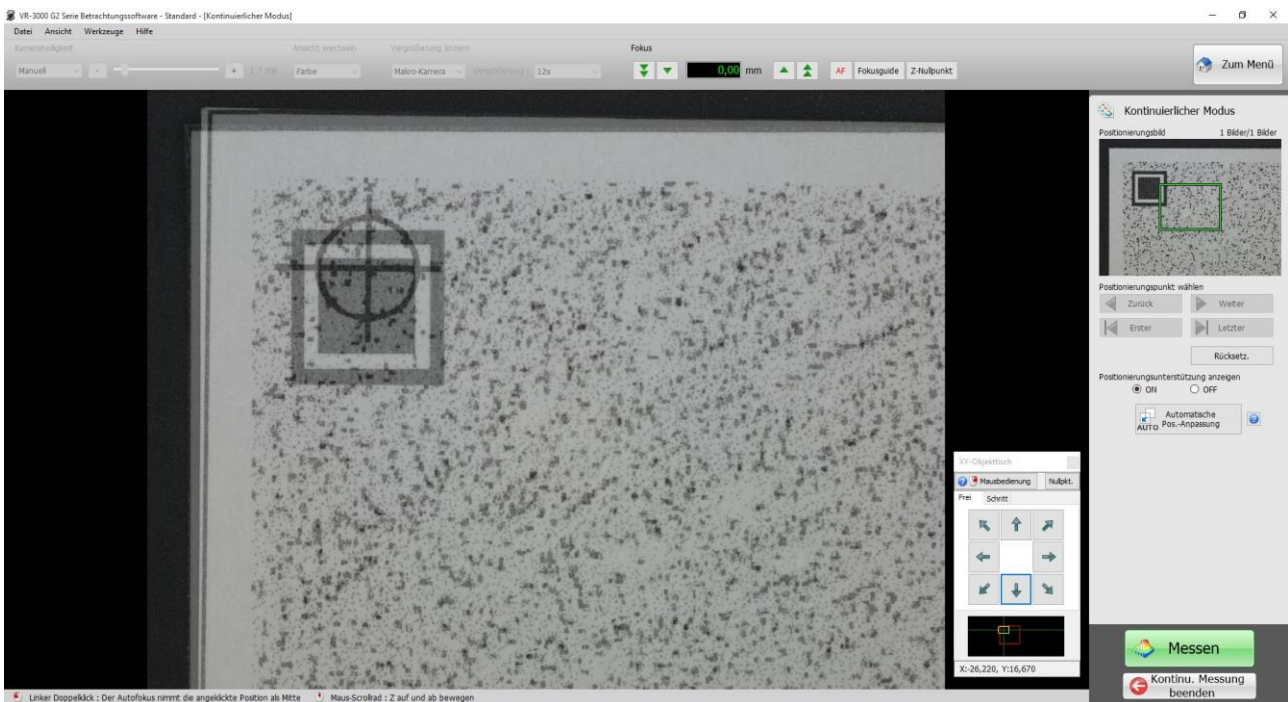 VR-3000 G2 Serie Betrachtungssoftware - Standard - [Kontinuierlicher Modus]
Datei Ansicht Werkzeuge Hilfe
Kamerahelligkeit Ansicht wechseln Vergrößerung ändern Fokus
Manuell - + 1,7 ms Farbe Makro-Kamera Vergrößerung : 12x 0,00 mm AF Fokusguide Z-Nullpunkt
Zum Menü
Kontinuierlicher Modus
Positionierungsbild 1 Bilder/1 Bilder
Positionierungspunkt wählen
Zurück Weiter
Erster Letzter
Rücksetz.
Positionierungsunterstützung anzeigen
ON OFF
AUTO Automatische
Pos.-Anpassung
XY-Objekttisch
Mausbedienung Nullpkt.
Frei Schritt
X:-26,220, Y:16,670
Messen
Kontinu. Messung
beenden
Linker Doppelklick : Der Autofokus nimmt die angeklickte Position als Mitte Maus-Scrollrad : Z auf und ab bewegen